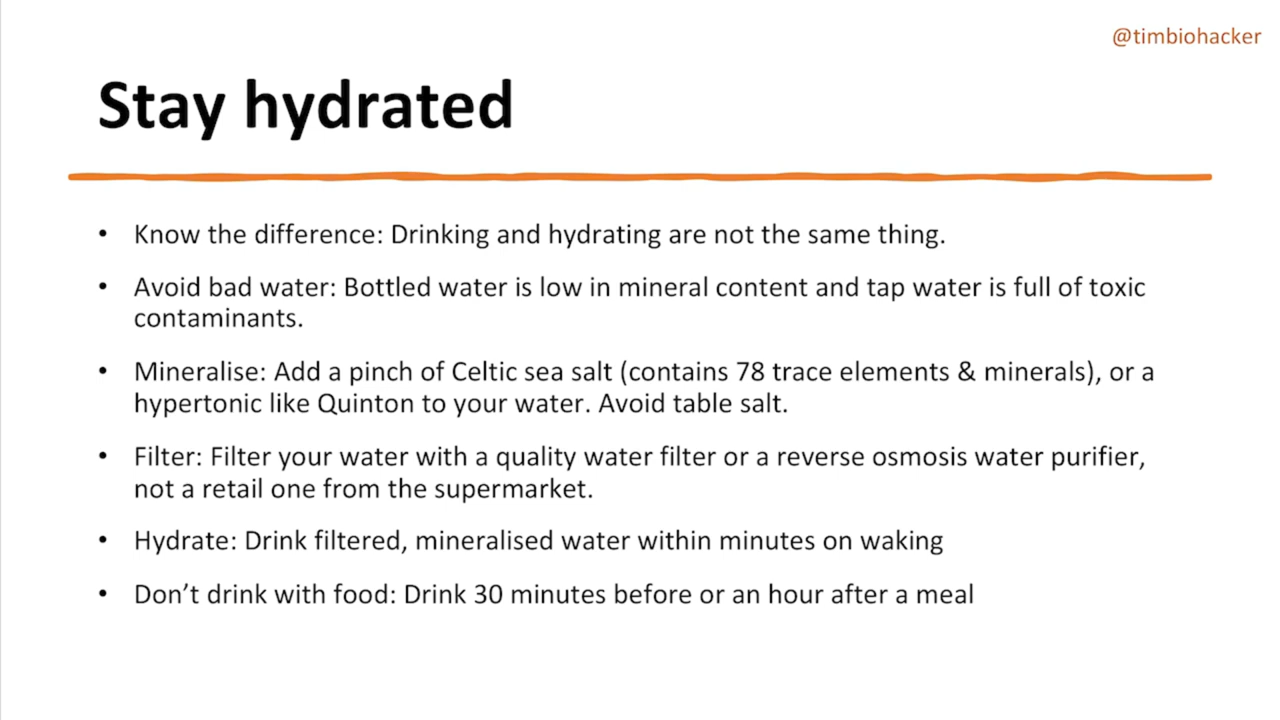 @timbiohacker
Stay hydrated
• Know the difference: Drinking and hydrating are not the same thing.
• Avoid bad water: Bottled water is low in mineral content and tap water is full of toxic
contaminants.
• Mineralise: Add a pinch of Celtic sea salt (contains 78 trace elements & minerals), or a
hypertonic like Quinton to your water. Avoid table salt.
• Filter: Filter your water with a quality water filter or a reverse osmosis water purifier,
not a retail one from the supermarket.
• Hydrate: Drink filtered, mineralised water within minutes on waking
• Don’t drink with food: Drink 30 minutes before or an hour after a meal